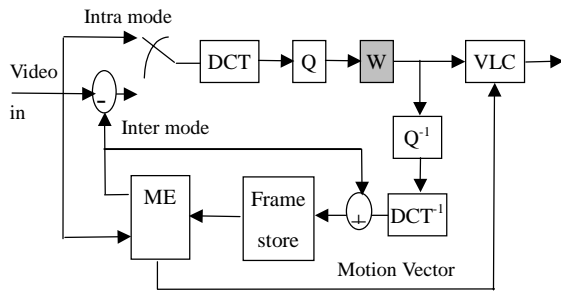 Intra mode
Video
in
-
Inter mode
DCT
Q
W
VLC
Q-1
DCT-1
+
ME
Frame
store
Motion Vector